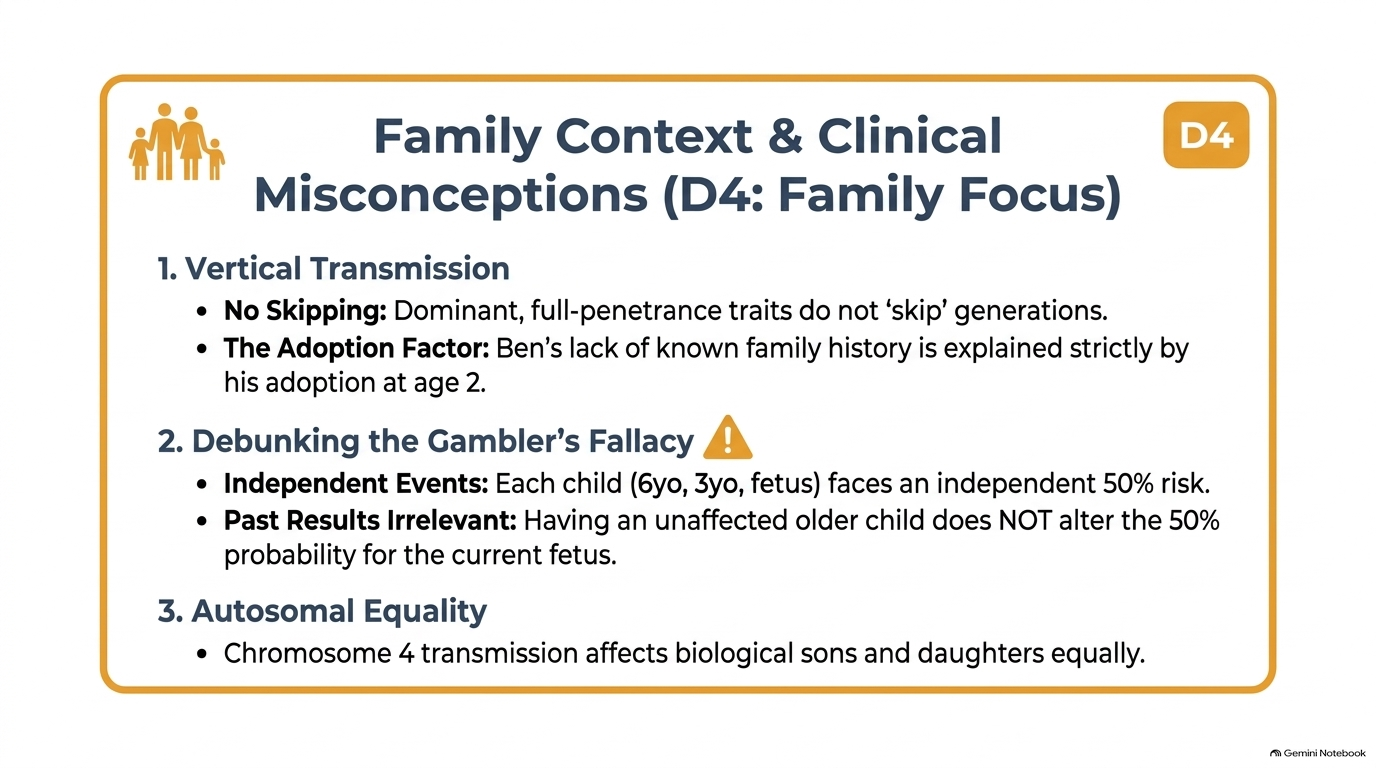 Family Context & Clinical
Misconceptions (D4: Family Focus)
D4
1. Vertical Transmission
• No Skipping: Dominant, full-penetrance traits do not ‘skip’ generations.
• The Adoption Factor: Ben’s lack of known family history is explained strictly by
his adoption at age 2.
2. Debunking the Gambler’s Fallacy
• Independent Events: Each child (6yo, 3yo, fetus) faces an independent 50% risk.
• Past Results Irrelevant: Having an unaffected older child does NOT alter the 50%
probability for the current fetus.
3. Autosomal Equality
• Chromosome 4 transmission affects biological sons and daughters equally.
Gemini Notebook